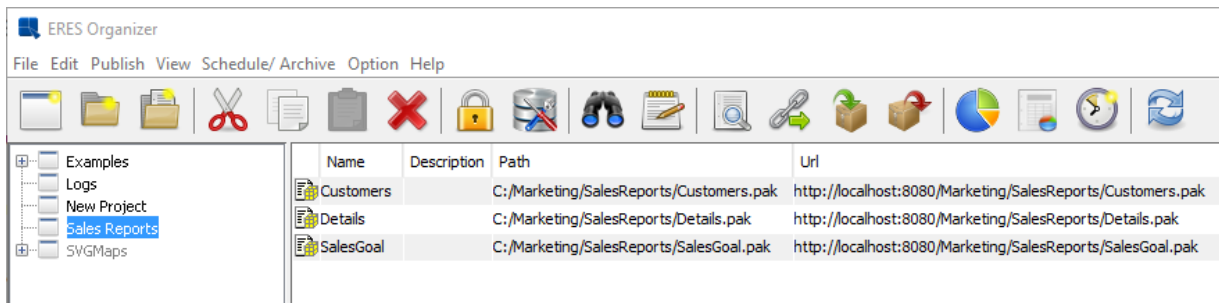 ERES Organizer
File Edit Publish View Schedule/ Archive Option Help
Examples
Logs
New Project
Sales Reports
SVGMaps
Name Description Path Url
Customers C:/Marketing/SalesReports/Customers.pak http://localhost:8080/Marketing/SalesReports/Customers.pak
Details C:/Marketing/SalesReports/Details.pak http://localhost:8080/Marketing/SalesReports/Details.pak
SalesGoal C:/Marketing/SalesReports/SalesGoal.pak http://localhost:8080/Marketing/SalesReports/SalesGoal.pak